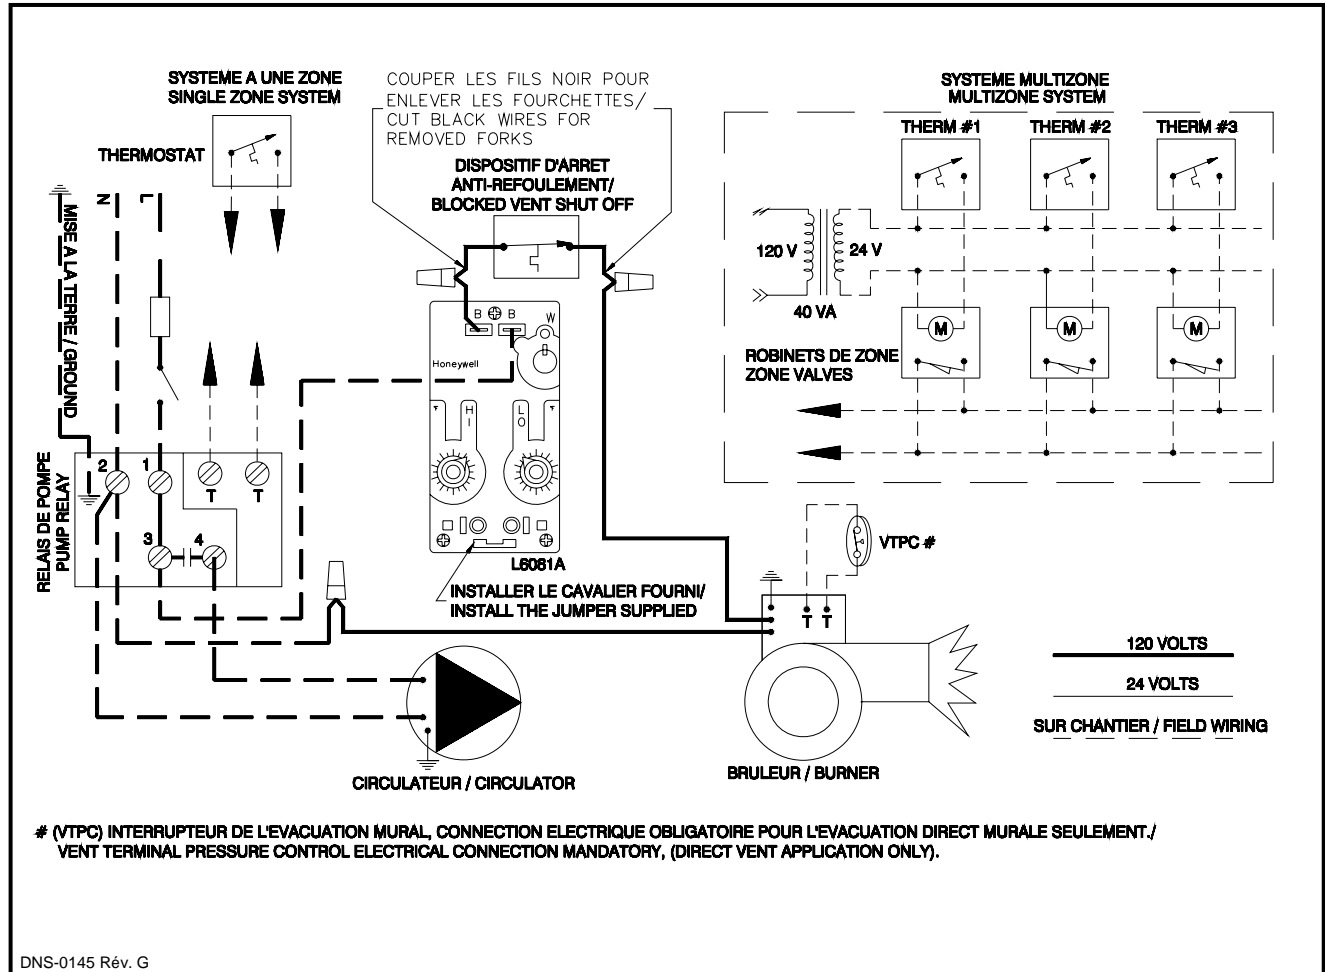 SYSTEME A UNE ZONE
SINGLE ZONE SYSTEM
THERMOSTAT
COUPER LES FILS NOIR POUR
ENLEVER LES FOURCHETTES/
CUT BLACK WIRES FOR
REMOVED FORKS
DISPOSITIF D'ARRET
ANTI-REFOULEMENT/
BLOCKED VENT SHUT OFF
SYSTEME MULTIZONE
MULTIZONE SYSTEM
THERM #1
THERM #2
THERM #3
120 V
24 V
40 VA
M
M
M
ROBINETS DE ZONE
ZONE VALVES
MISE A LA TERRE / GROUND
N
L
RELAIS DE POMPE
PUMP RELAY
2
1
T
T
3
4
B
B
W
Honeywell
HI
LO
L6081A
INSTALLER LE CAVALIER FOURNI/
INSTALL THE JUMPER SUPPLIED
VTPC #
T T
CIRCULATEUR / CIRCULATOR
BRULEUR / BURNER
120 VOLTS
24 VOLTS
SUR CHANTIER / FIELD WIRING
# (VTPC) INTERRUPTEUR DE L'EVACUATION MURAL, CONNECTION ELECTRIQUE OBLIGATOIRE POUR L'EVACUATION DIRECT MURALE SEULEMENT./
VENT TERMINAL PRESSURE CONTROL ELECTRICAL CONNECTION MANDATORY, (DIRECT VENT APPLICATION ONLY).
DNS-0145 Rév. G